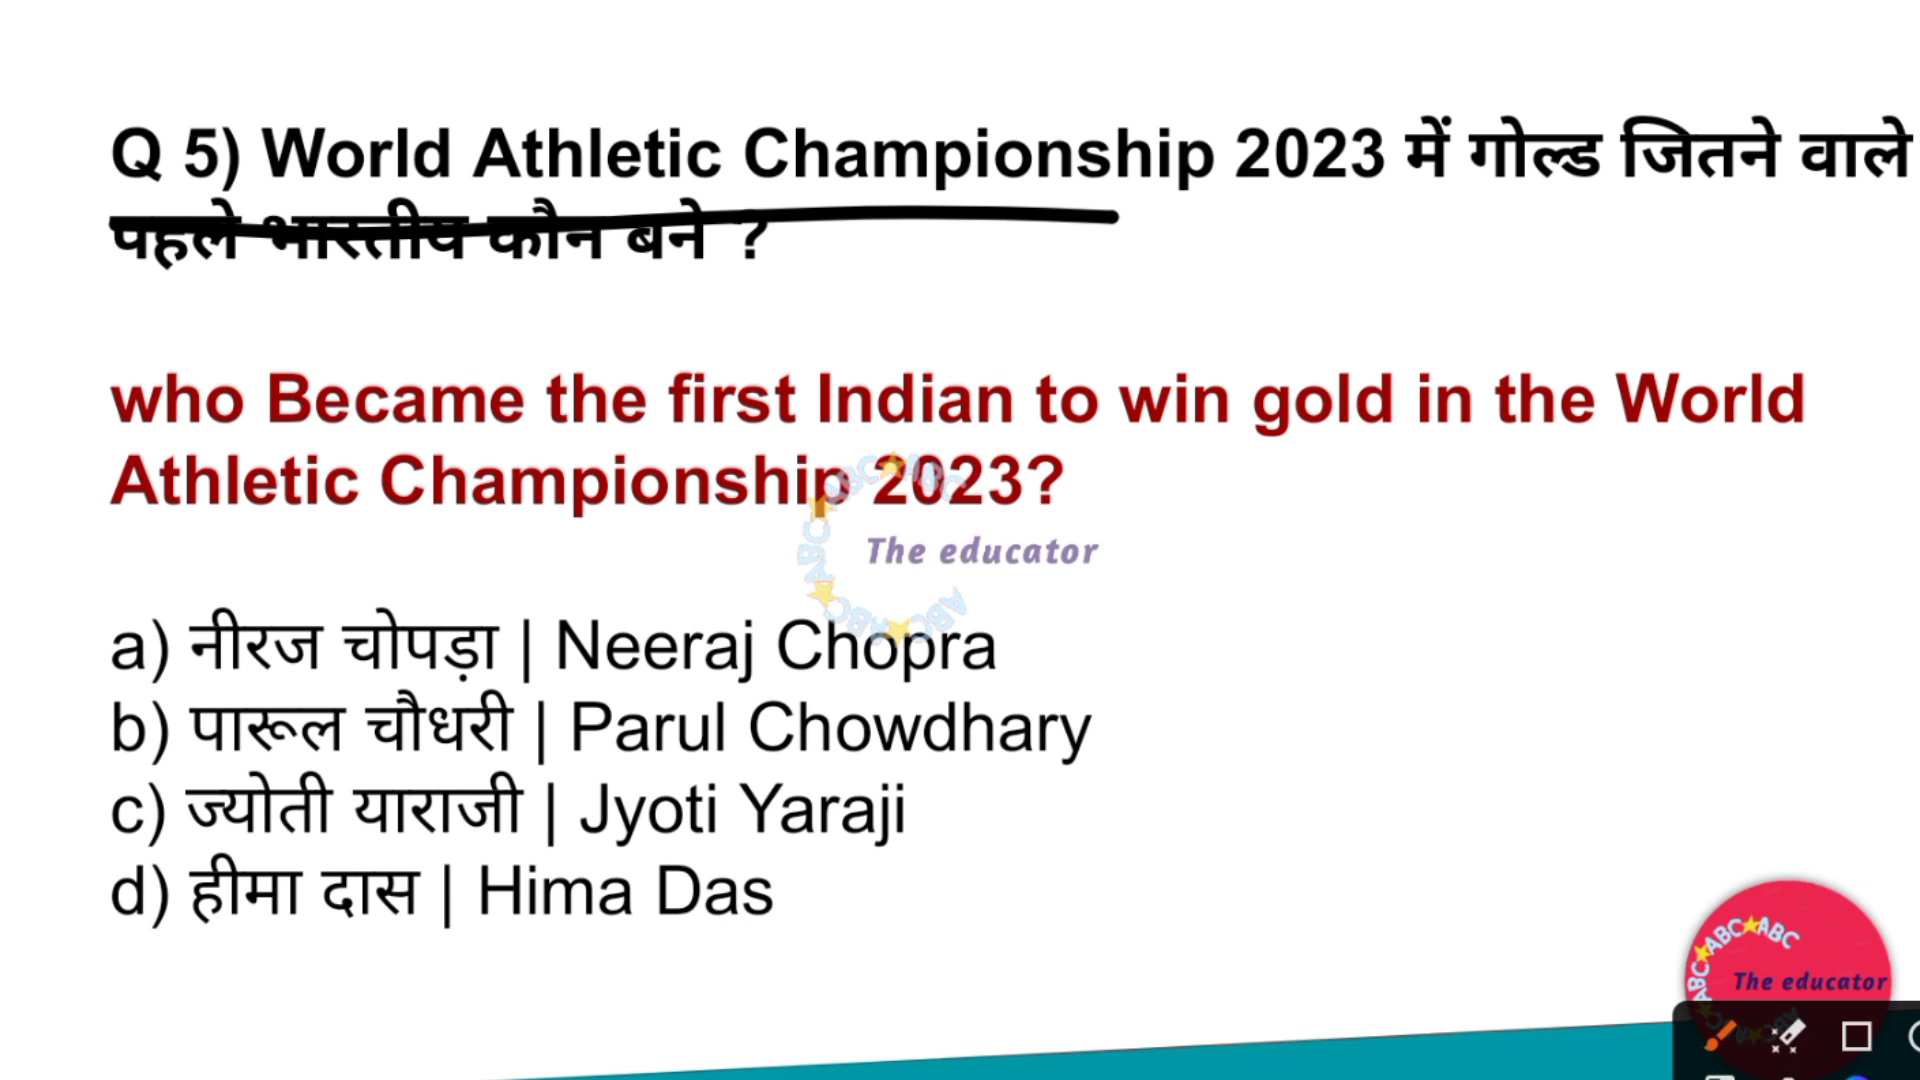 Q 5) World Athletic Championship 2023 में गोल्ड जितने वाले
पहले भारतीय कौन बने ?
who Became the first Indian to win gold in the World
Athletic Championship 2023?
The educator
a) नीरज चोपड़ा | Neeraj Chopra
b) पारूल चौधरी | Parul Chowdhary
c) ज्योती याराजी | Jyoti Yaraji
d) हीमा दास | Hima Das
ABC ABC ABC
The educator